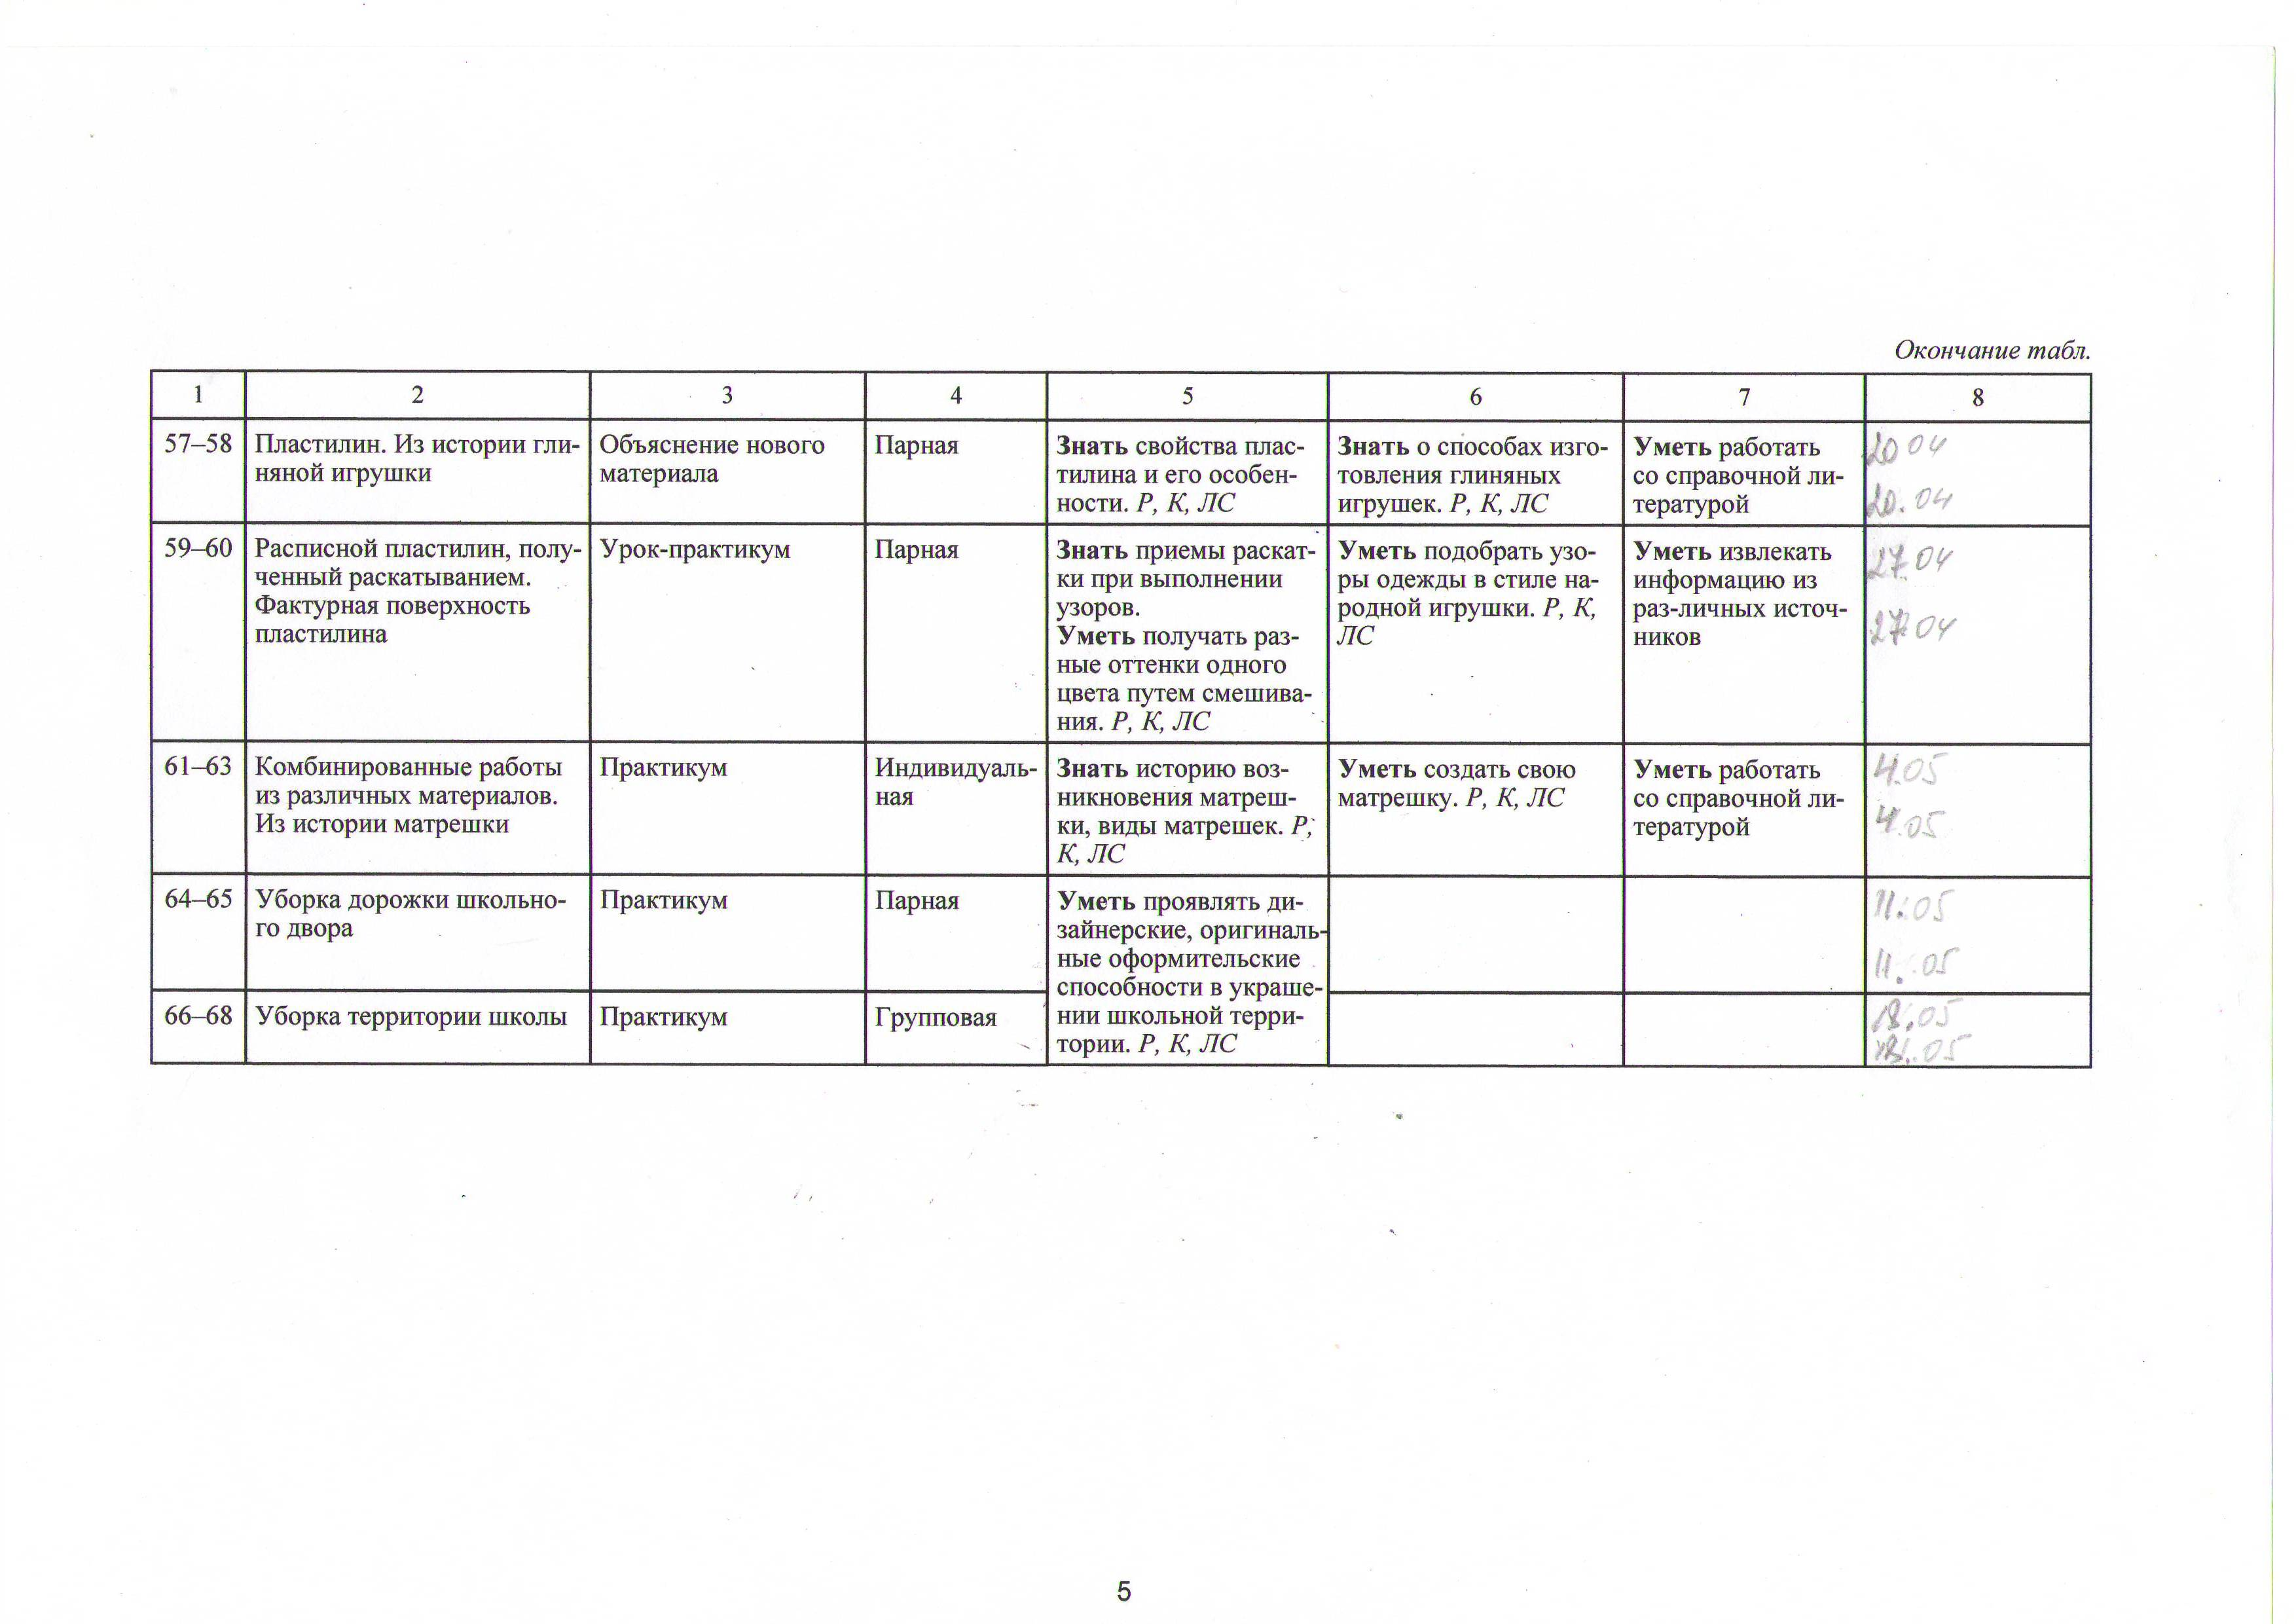 Окончание табл.
1 2 3 4 5 6 7 8
57–58
Пластилин. Из истории гли-
няной игрушки
Объяснение нового
материала
Парная
Знать свойства плас-
тилина и его особен-
ности. Р, К, ЛС
Знать о способах изго-
товления глиняных
игрушек. Р, К, ЛС
Уметь работать
со справочной ли-
тературой
20 04
20.04
59–60
Расписной пластилин, полу-
ченный раскатыванием.
Фактурная поверхность
пластилина
Урок-практикум
Парная
Знать приемы раскат-
ки при выполнении
узоров.
Уметь получать раз-
ные оттенки одного
цвета путем смешива-
ния. Р, К, ЛС
Уметь подобрать узо-
ры одежды в стиле на-
родной игрушки. Р, К,
ЛС
Уметь извлекать
информацию из
раз-личных источ-
ников
27.04
27.04
61–63
Комбинированные работы
из различных материалов.
Из истории матрешки
Практикум
Индивидуаль-
ная
Знать историю воз-
никновения матреш-
ки, виды матрешек. Р,
К, ЛС
Уметь создать свою
матрешку. Р, К, ЛС
Уметь работать
со справочной ли-
тературой
4.05
4.05
64–65
Уборка дорожки школьно-
го двора
Практикум
Парная
Уметь проявлять ди-
зайнерские, оригиналь-
ные оформительские
способности в украше-
нии школьной терри-
тории. Р, К, ЛС
11.05
11.05
66–68
Уборка территории школы
Практикум
Групповая
18.05
18.05
5